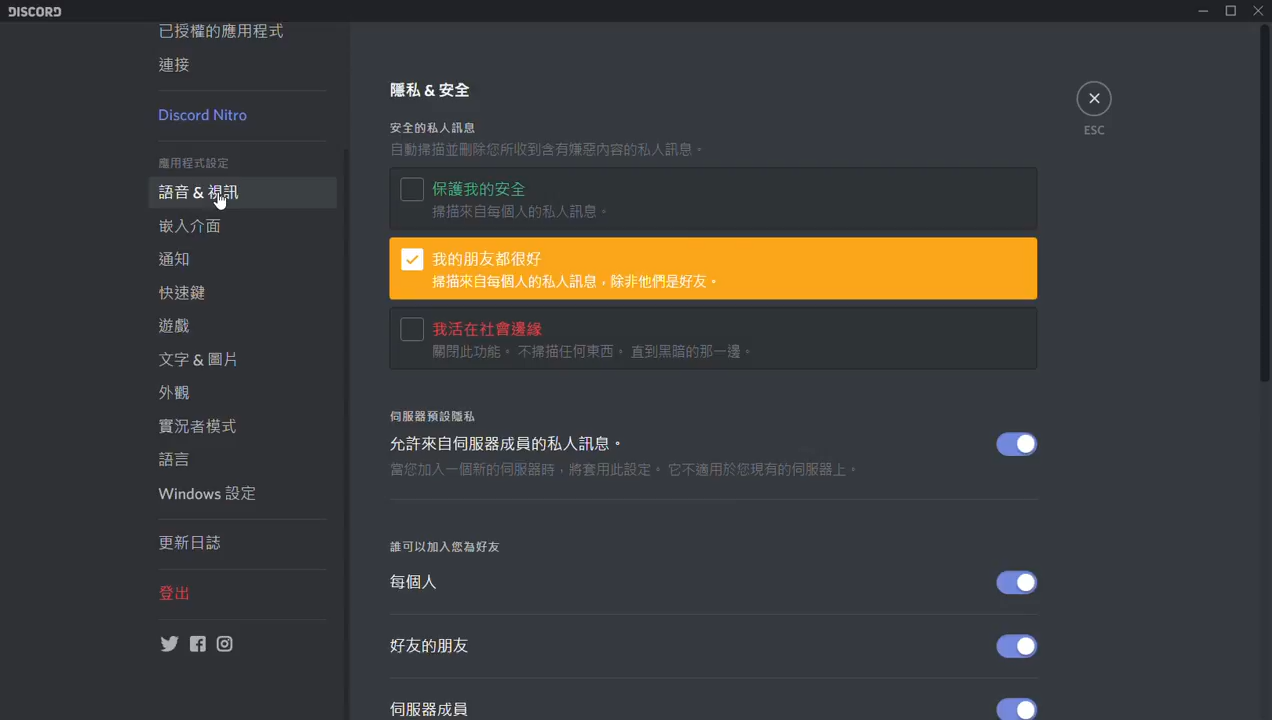 DISCORD
已授權的應用程式
連接
Discord Nitro
應用程式設定
語音 & 視訊
嵌入介面
通知
快速鍵
遊戲
文字 & 圖片
外觀
實況者模式
語言
Windows 設定
更新日誌
登出
隱私 & 安全
安全的私人訊息
自動掃描並刪除您所收到含有嫌惡內容的私人訊息。
保護我的安全
掃描來自每個人的私人訊息。
我的朋友都很好
掃描來自每個人的私人訊息，除非他們是好友。
我活在社會邊緣
關閉此功能。 不掃描任何東西。 直到黑暗的那一邊。
伺服器預設隱私
允許來自伺服器成員的私人訊息。
當您加入一個新的伺服器時，將套用此設定。 它不適用於您現有的伺服器上。
誰可以加入您為好友
每個人
好友的朋友
伺服器成員
ESC